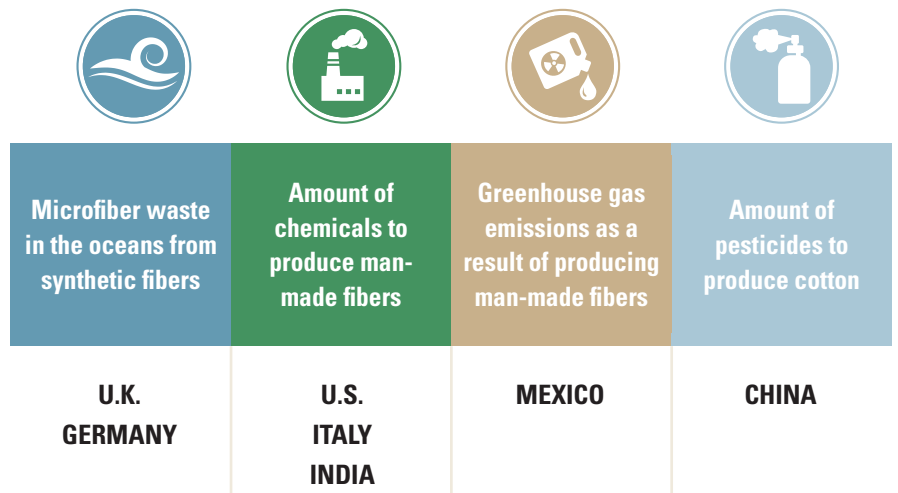 Microfiber waste
in the oceans from
synthetic fibers
Amount of
chemicals to
produce man-
made fibers
Greenhouse gas
emissions as a
result of producing
man-made fibers
Amount of
pesticides to
produce cotton
U.K.
GERMANY
U.S.
ITALY
INDIA
MEXICO
CHINA